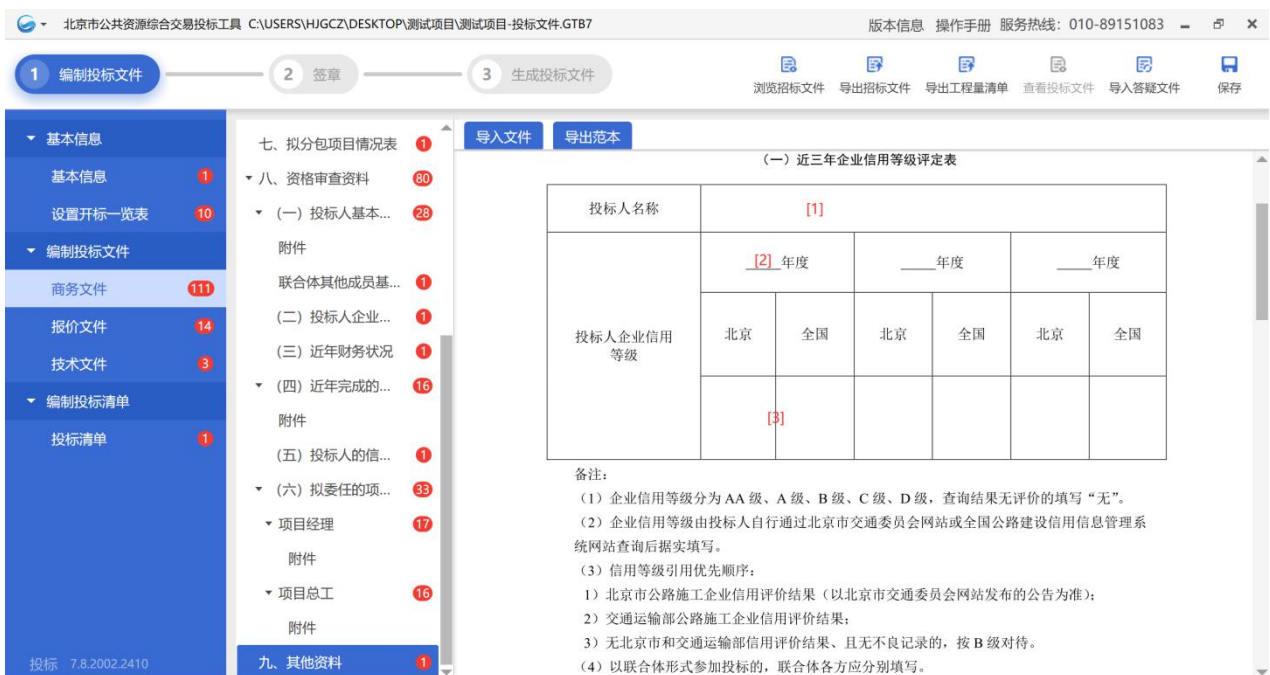 北京市公共资源综合交易投标工具 C:\USERS\HJGCZ\DESKTOP\测试项目\测试项目-投标文件.GTB7 版本信息 操作手册 服务热线：010-89151083
1 编制投标文件 2 签章 3 生成投标文件
浏览招标文件 导出招标文件 导出工程量清单 查看投标文件 导入答疑文件 保存
基本信息
基本信息 1
设置开标一览表 10
编制投标文件
商务文件 111
报价文件 14
技术文件 3
编制投标清单
投标清单 1
投标 7.8.2002.2410
七、拟分包项目情况表 1
八、资格审查资料 80
（一）投标人基本... 28
附件
联合体其他成员基... 1
（二）投标人企业... 1
（三）近年财务状况 1
（四）近年完成的... 16
附件
（五）投标人的信... 1
（六）拟委任的项... 33
项目经理 17
附件
项目总工 16
附件
九、其他资料 1
导入文件 导出范本
（一）近三年企业信用等级评定表
投标人名称 [1]
[2]年度 ____年度 ____年度
投标人企业信用
等级
北京 全国 北京 全国 北京 全国
[3]
备注：
（1）企业信用等级分为 AA 级、A 级、B 级、C 级、D 级，查询结果无评价的填写“无”。
（2）企业信用等级由投标人自行通过北京市交通委员会网站或全国公路建设信用信息管理系
统网站查询后据实填写。
（3）信用等级引用优先顺序：
1）北京市公路施工企业信用评价结果（以北京市交通委员会网站发布的公告为准）；
2）交通运输部公路施工企业信用评价结果；
3）无北京市和交通运输部信用评价结果、且无不良记录的，按 B 级对待。
（4）以联合体形式参加投标的，联合体各方应分别填写。